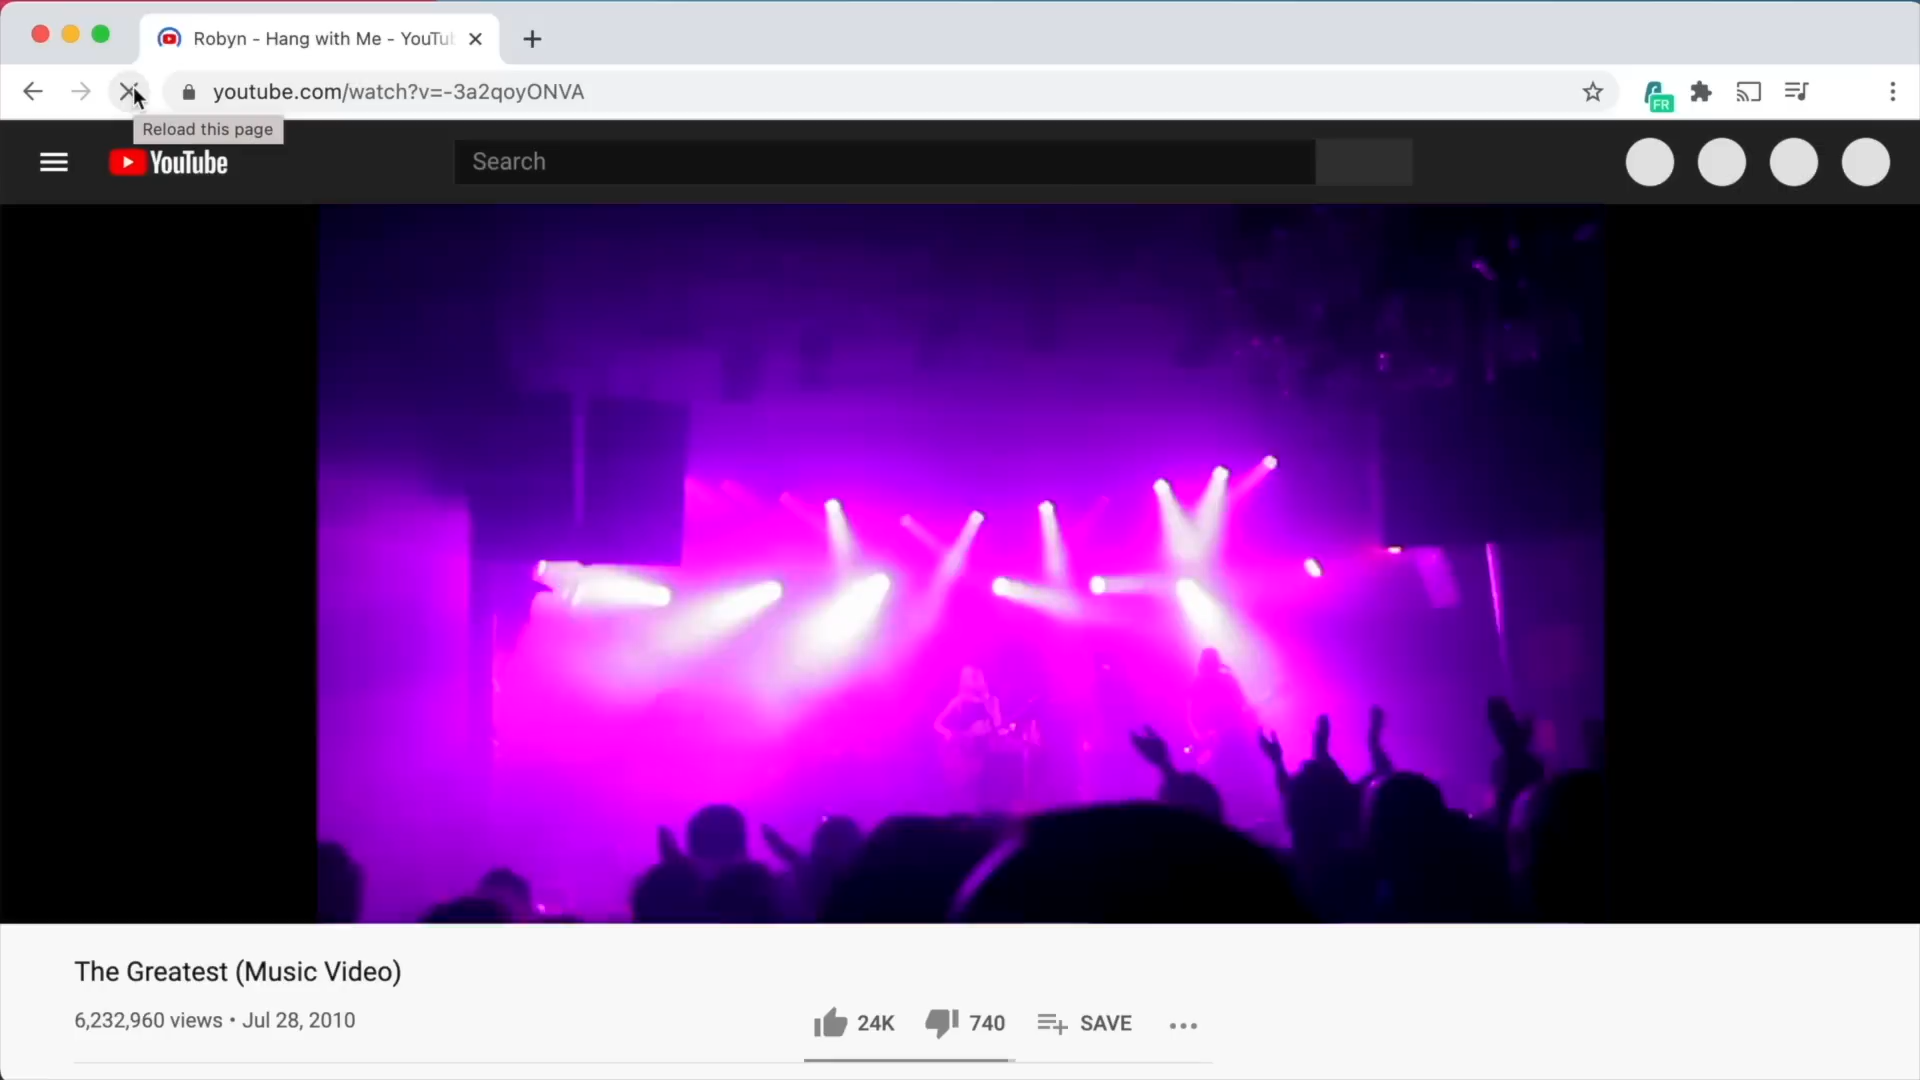 Robyn - Hang with Me - YouTu
youtube.com/watch?v=-3a2qoyONVA
FR
Reload this page
YouTube
Search
The Greatest (Music Video)
6,232,960 views • Jul 28, 2010
24K
740
SAVE